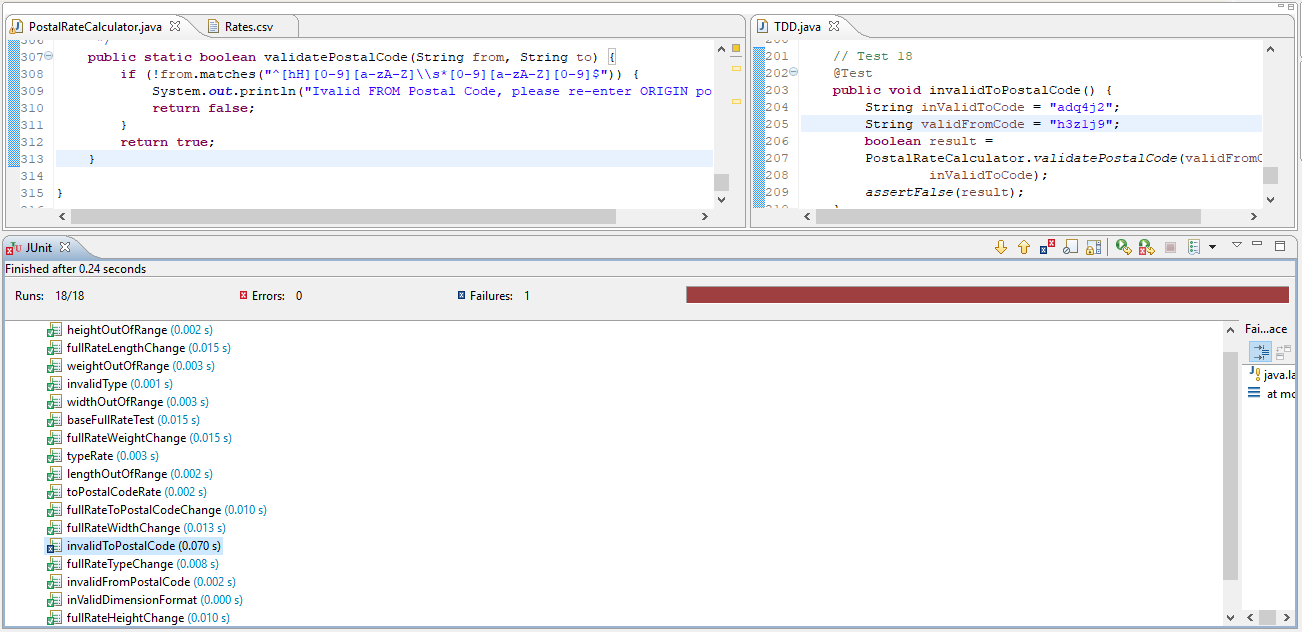 PostalRateCalculator.java
Rates.csv
307 public static boolean validatePostalCode(String from, String to) {
308 if (!from.matches("^[hH][0-9][a-zA-Z]\\s*[0-9][a-zA-Z][0-9]$")) {
309 System.out.println("Ivalid FROM Postal Code, please re-enter ORIGIN po
310 return false;
311 }
312 return true;
313 }
314
315 }
TDD.java
201 // Test 18
202 @Test
203 public void invalidToPostalCode() {
204 String inValidToCode = "adq4j2";
205 String validFromCode = "h3z1j9";
206 boolean result =
207 PostalRateCalculator.validatePostalCode(validFromC
208 inValidToCode);
209 assertFalse(result);
JUnit
Finished after 0.24 seconds
Runs: 18/18
Errors: 0
Failures: 1
heightOutOfRange (0.002 s)
fullRateLengthChange (0.015 s)
weightOutOfRange (0.003 s)
invalidType (0.001 s)
widthOutOfRange (0.003 s)
baseFullRateTest (0.015 s)
fullRateWeightChange (0.015 s)
typeRate (0.003 s)
lengthOutOfRange (0.002 s)
toPostalCodeRate (0.002 s)
fullRateToPostalCodeChange (0.010 s)
fullRateWidthChange (0.013 s)
invalidToPostalCode (0.070 s)
fullRateTypeChange (0.008 s)
invalidFromPostalCode (0.002 s)
inValidDimensionFormat (0.000 s)
fullRateHeightChange (0.010 s)
Fai...ace
java.la
at mo